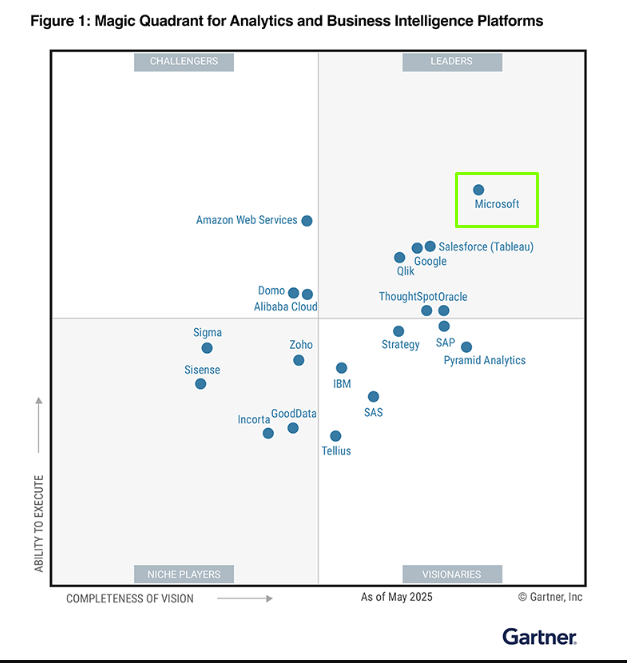 Figure 1: Magic Quadrant for Analytics and Business Intelligence Platforms
CHALLENGERS
LEADERS
Microsoft
Amazon Web Services
Salesforce (Tableau)
Google
Qlik
Domo
Alibaba Cloud
ThoughtSpot
Oracle
Sigma
Zoho
Strategy
SAP
Pyramid Analytics
Sisense
IBM
SAS
Incorta
GoodData
Tellius
ABILITY TO EXECUTE
NICHE PLAYERS
VISIONARIES
COMPLETENESS OF VISION
As of May 2025
© Gartner, Inc
Gartner.